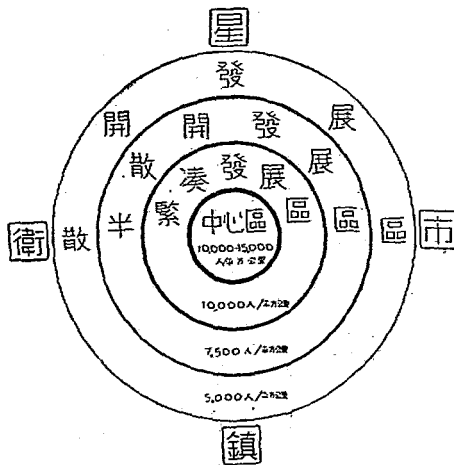 衛星市鎮
散開發展區
半散開發展區
緊凑發展區
中心區
10,000-15,000
人/平方公里
10,000人/平方公里
7,500人/平方公里
5,000人/平方公里